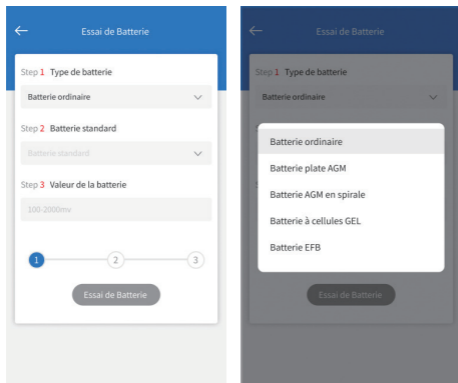 Essai de Batterie
Step 1 Type de batterie
Batterie ordinaire
Step 2 Batterie standard
Batterie standard
Step 3 Valeur de la batterie
100-2000mv
1 2 3
Essai de Batterie
Essai de Batterie
Step 1 Type de batterie
Batterie ordinaire
Batterie ordinaire
Batterie plate AGM
Batterie AGM en spirale
Batterie à cellules GEL
Batterie EFB
Essai de Batterie